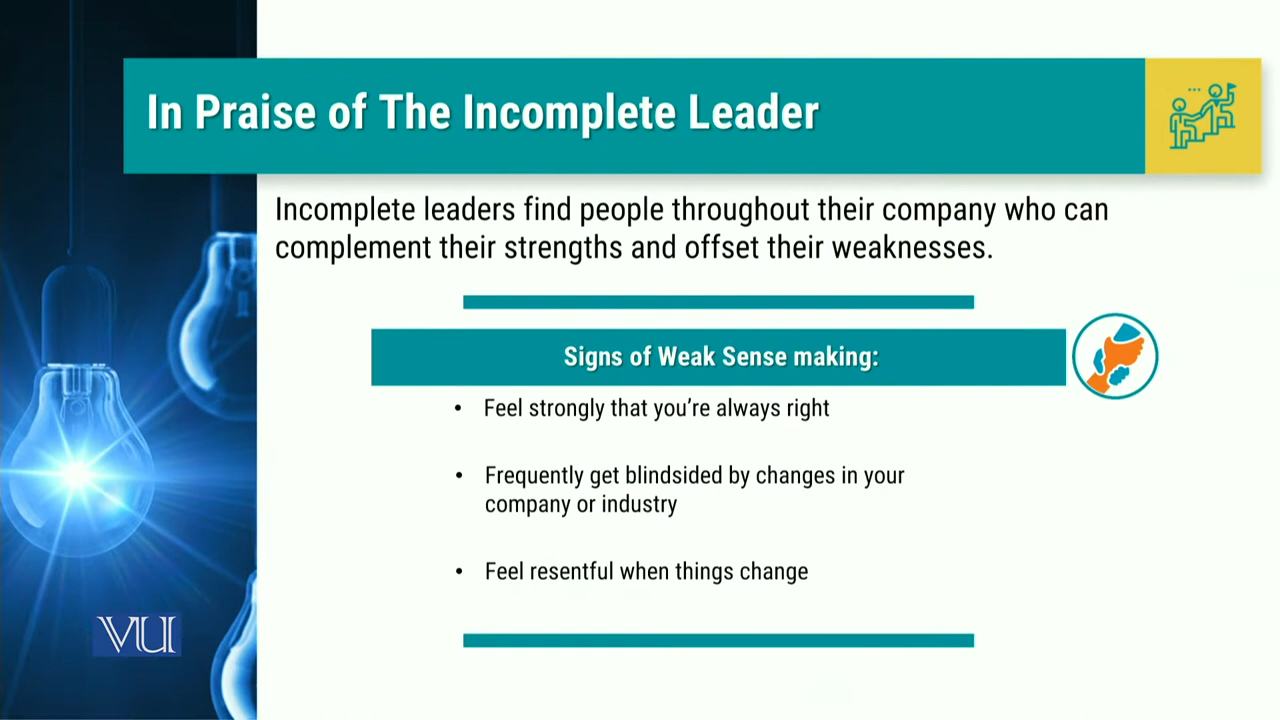 In Praise of The Incomplete Leader
Incomplete leaders find people throughout their company who can
complement their strengths and offset their weaknesses.
Signs of Weak Sense making:
• Feel strongly that you’re always right
• Frequently get blindsided by changes in your
company or industry
• Feel resentful when things change
VU